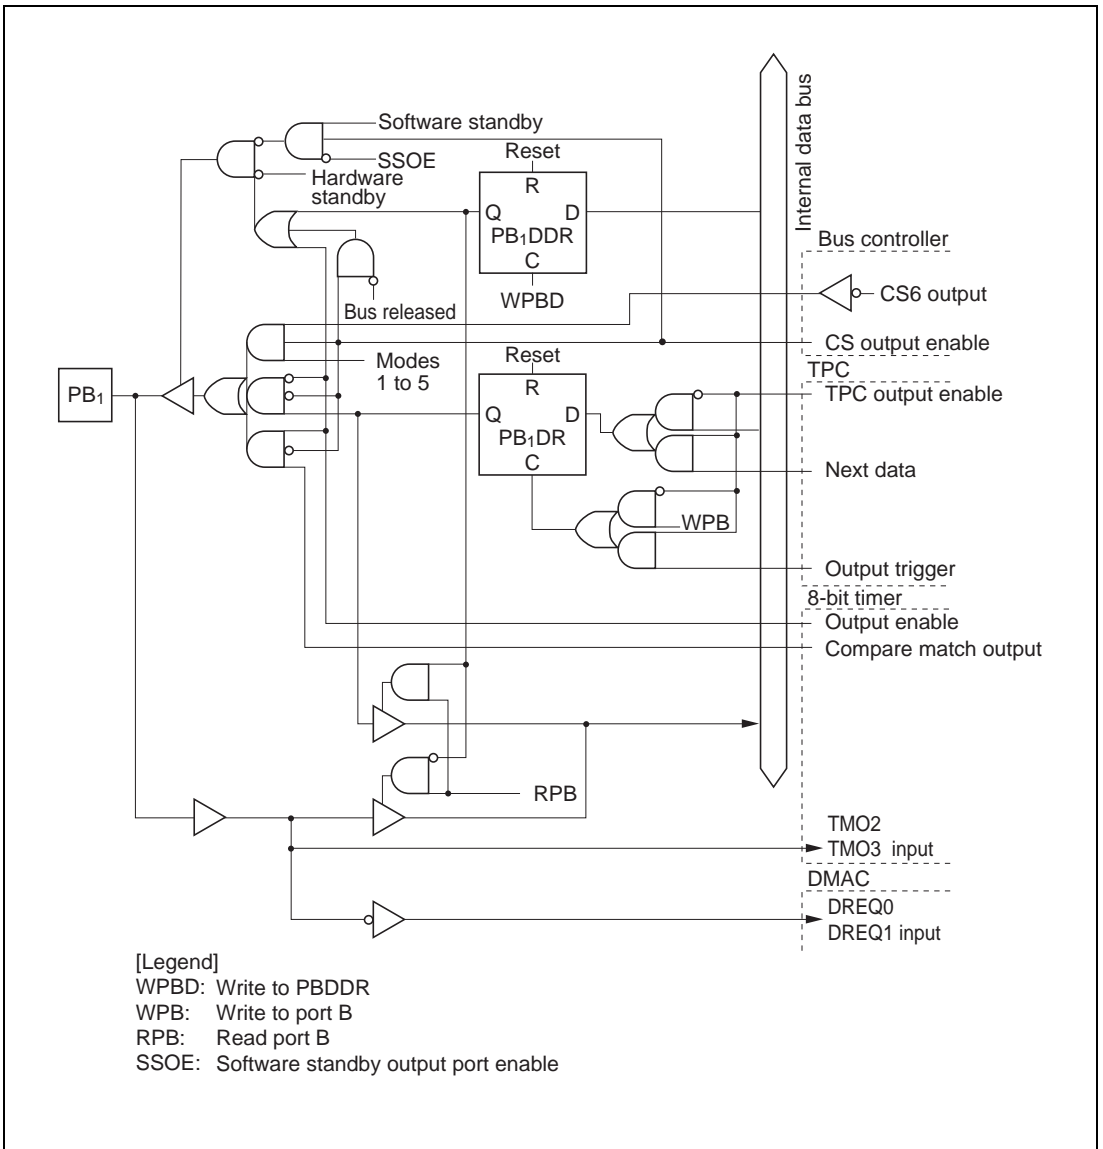 Software standby
SSOE
Hardware
standby
Reset
R
Q D
PB1DDR
C
WPBD
Bus released
Internal data bus
Bus controller
CS6 output
CS output enable
Modes
1 to 5
PB1
Reset
R
Q D
PB1DR
C
TPC
TPC output enable
Next data
WPB
Output trigger
8-bit timer
Output enable
Compare match output
RPB
TMO2
TMO3 input
DMAC
DREQ0
DREQ1 input
[Legend]
WPBD: Write to PBDDR
WPB: Write to port B
RPB: Read port B
SSOE: Software standby output port enable